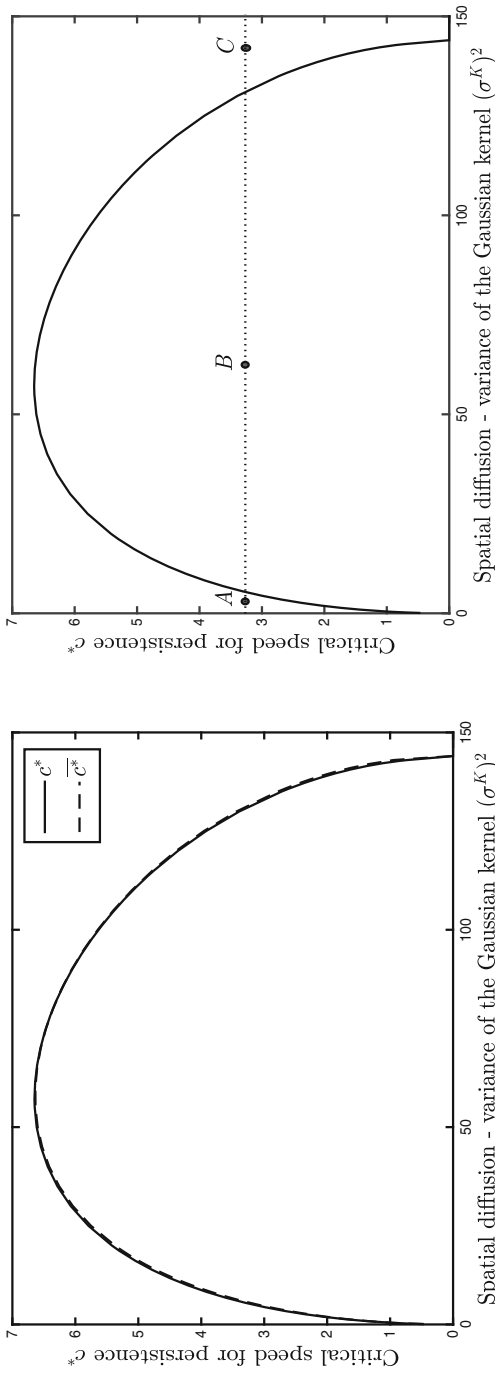 7
6
5
4
3
2
1
0
0
50
100
150
Critical speed for persistence c*
Spatial diffusion - variance of the Gaussian kernel (σ^K)^2
c*
\overline{c*}
7
6
5
4
3
2
1
0
0
50
100
150
Critical speed for persistence c*
Spatial diffusion - variance of the Gaussian kernel (σ^K)^2
A
B
C